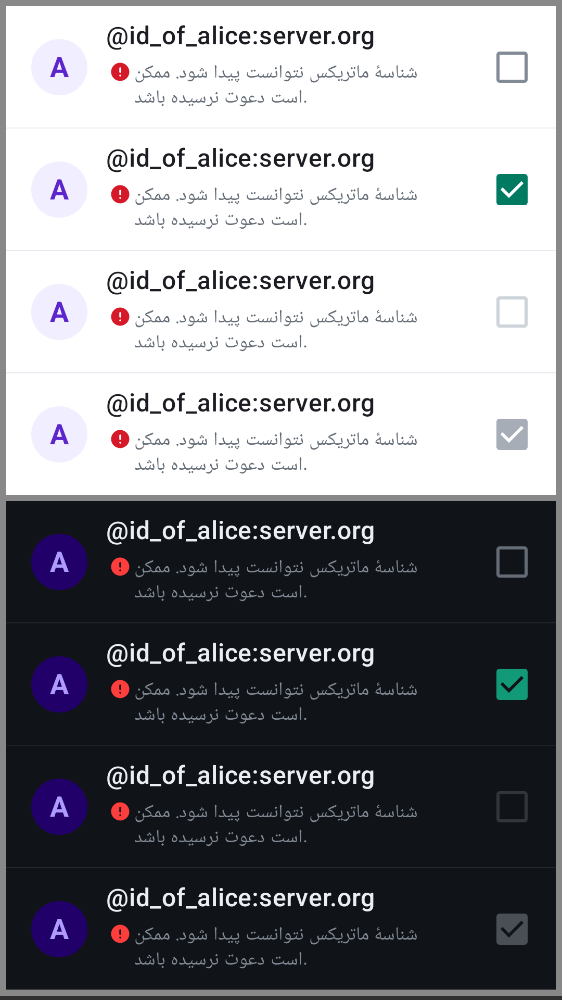 A
@id_of_alice:server.org
شناسهٔ ماتریکس نتوانست پیدا شود. ممکن
است دعوت نرسیده باشد.
A
@id_of_alice:server.org
شناسهٔ ماتریکس نتوانست پیدا شود. ممکن
است دعوت نرسیده باشد.
A
@id_of_alice:server.org
شناسهٔ ماتریکس نتوانست پیدا شود. ممکن
است دعوت نرسیده باشد.
A
@id_of_alice:server.org
شناسهٔ ماتریکس نتوانست پیدا شود. ممکن
است دعوت نرسیده باشد.
A
@id_of_alice:server.org
شناسهٔ ماتریکس نتوانست پیدا شود. ممکن
است دعوت نرسیده باشد.
A
@id_of_alice:server.org
شناسهٔ ماتریکس نتوانست پیدا شود. ممکن
است دعوت نرسیده باشد.
A
@id_of_alice:server.org
شناسهٔ ماتریکس نتوانست پیدا شود. ممکن
است دعوت نرسیده باشد.
A
@id_of_alice:server.org
شناسهٔ ماتریکس نتوانست پیدا شود. ممکن
است دعوت نرسیده باشد.